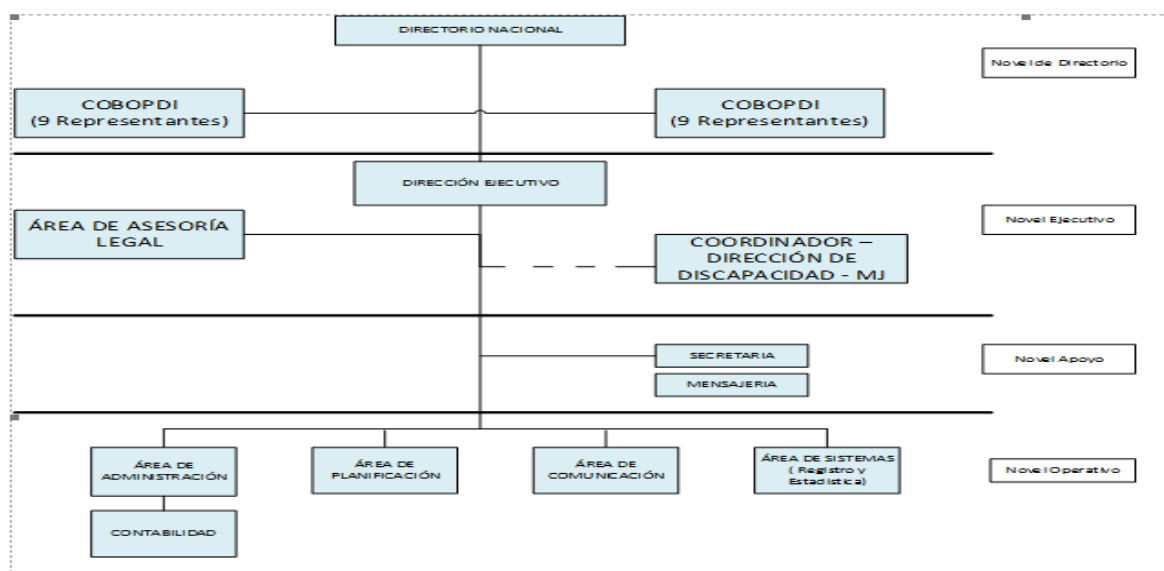 DIRECTORIO NACIONAL
Novel de Directorio
COBOPDI
(9 Representantes)
COBOPDI
(9 Representantes)
DIRECCIÓN EJECUTIVO
ÁREA DE ASESORÍA
LEGAL
Novel Ejecutivo
COORDINADOR –
DIRECCIÓN DE
DISCAPACIDAD - MJ
SECRETARIA
Novel Apoyo
MENSAJERIA
ÁREA DE
ADMINISTRACIÓN
ÁREA DE
PLANIFICACIÓN
ÁREA DE
COMUNICACIÓN
ÁREA DE SISTEMAS
( Registro y
Estadística)
Novel Operativo
CONTABILIDAD